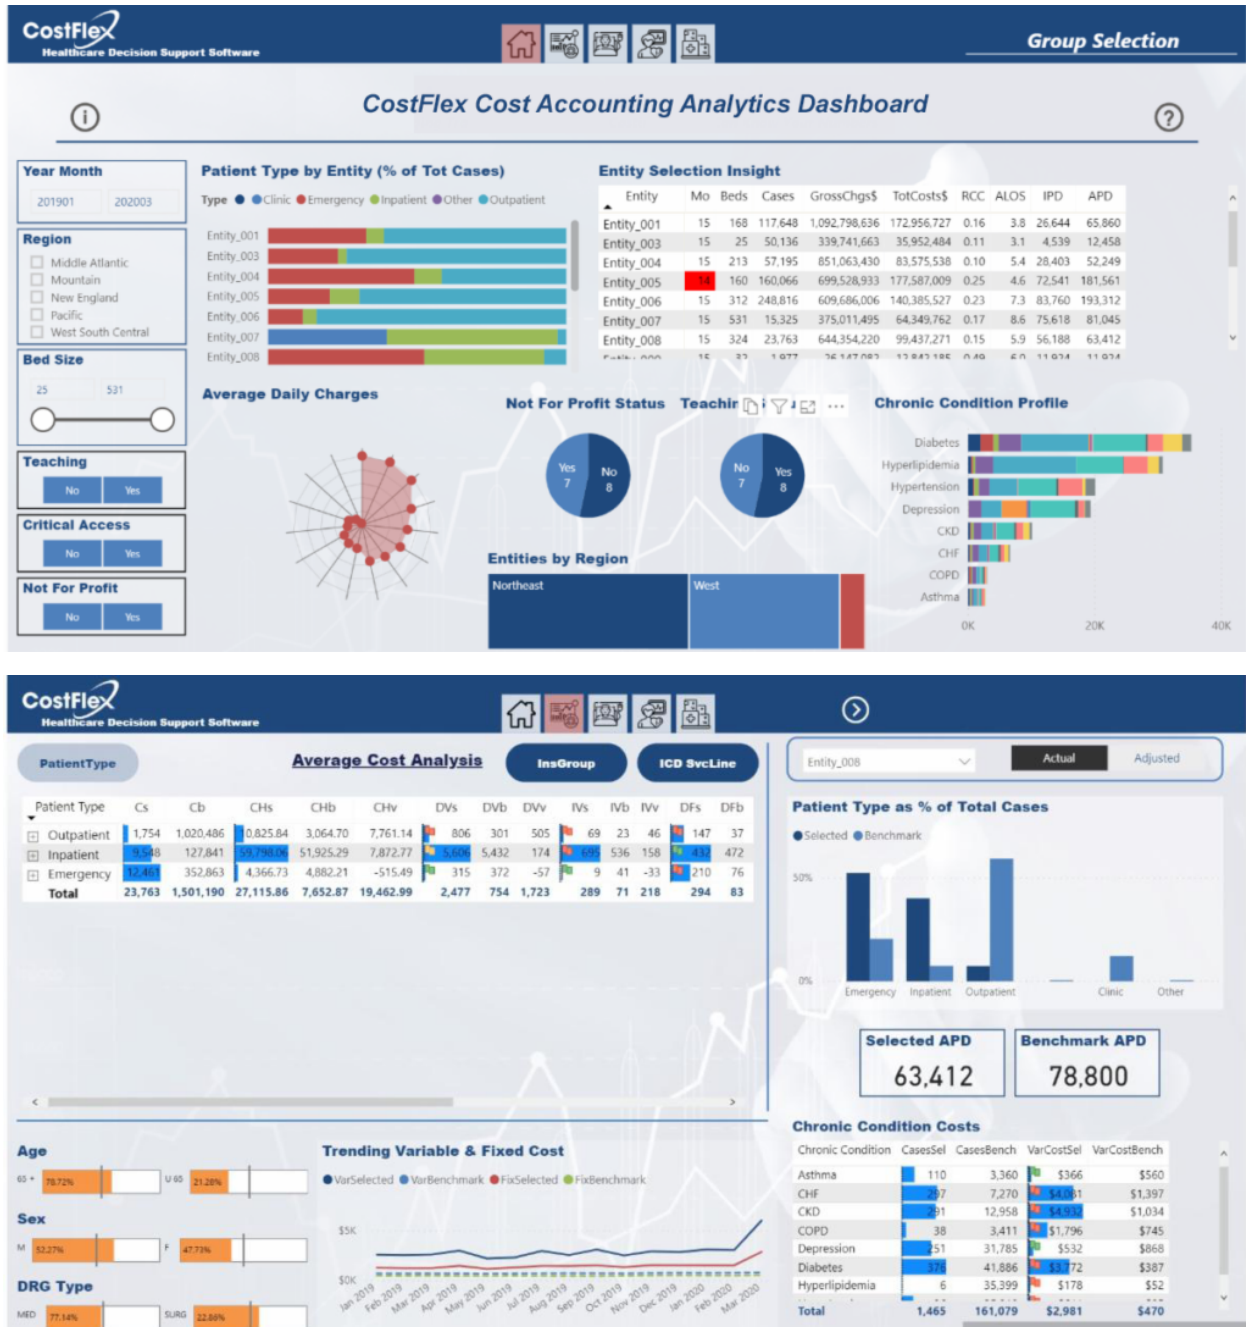 CostFlex
Healthcare Decision Support Software
Group Selection
CostFlex Cost Accounting Analytics Dashboard
Year Month
201901 202003
Region
Middle Atlantic
Mountain
New England
Pacific
West South Central
Bed Size
25 531
Teaching
No Yes
Critical Access
No Yes
Not For Profit
No Yes
Patient Type by Entity (% of Tot Cases)
Type Clinic Emergency Inpatient Other Outpatient
Entity_001
Entity_003
Entity_004
Entity_005
Entity_006
Entity_007
Entity_008
Entity Selection Insight
Entity Mo Beds Cases GrossChgs$ TotCosts$ RCC ALOS IPD APD
Entity_001 15 168 117,648 1,092,798,636 172,956,727 0.16 3.8 26,644 65,860
Entity_003 15 25 50,136 339,741,663 35,952,484 0.11 3.1 4,539 12,458
Entity_004 15 213 57,195 851,063,430 83,575,538 0.10 5.4 28,403 52,249
Entity_005 14 160 160,066 699,528,933 177,587,009 0.25 4.6 72,541 181,561
Entity_006 15 312 248,816 609,686,006 140,385,527 0.23 7.3 83,760 193,312
Entity_007 15 531 15,325 375,011,495 64,349,762 0.17 8.6 75,618 81,045
Entity_008 15 324 23,763 644,354,220 99,437,271 0.15 5.9 56,188 63,412
Average Daily Charges
Not For Profit Status
Yes
7
No
8
Teaching
No
7
Yes
8
Chronic Condition Profile
Diabetes
Hyperlipidemia
Hypertension
Depression
CKD
CHF
COPD
Asthma
0K 20K 40K
Entities by Region
Northeast West
CostFlex
Healthcare Decision Support Software
PatientType
Average Cost Analysis
InsGroup
ICD SvcLine
Entity_008
Actual Adjusted
Patient Type Cs Cb CHs CHb CHv DVs DVb DVv IVs IVb IVv DFs DFb
Outpatient 1,754 1,020,486 10,825.84 3,064.70 7,761.14 806 301 505 69 23 46 147 37
Inpatient 9,548 127,841 59,798.06 51,925.29 7,872.77 5,606 5,432 174 695 536 158 432 472
Emergency 12,461 352,863 4,366.73 4,882.21 -515.49 315 372 -57 9 41 -33 210 76
Total 23,763 1,501,190 27,115.86 7,652.87 19,462.99 2,477 754 1,723 289 71 218 294 83
Patient Type as % of Total Cases
Selected Benchmark
50%
0%
Emergency Inpatient Outpatient Clinic Other
Selected APD
63,412
Benchmark APD
78,800
Age
65 + 78.72% U 65 21.28%
Sex
M 52.27% F 47.73%
DRG Type
MED 77.14% SURG 22.86%
Trending Variable & Fixed Cost
VarSelected VarBenchmark FixSelected FixBenchmark
$5K
$0K
Jan 2019 Feb 2019 Mar 2019 Apr 2019 May 2019 Jun 2019 Jul 2019 Aug 2019 Sep 2019 Oct 2019 Nov 2019 Dec 2019 Jan 2020 Feb 2020 Mar 2020
Chronic Condition Costs
Chronic Condition CasesSel CasesBench VarCostSel VarCostBench
Asthma 110 3,360 $366 $560
CHF 297 7,270 $4,081 $1,397
CKD 291 12,958 $4,932 $1,034
COPD 38 3,411 $1,796 $745
Depression 251 31,785 $532 $868
Diabetes 376 41,886 $3,772 $387
Hyperlipidemia 6 35,399 $178 $52
Total 1,465 161,079 $2,981 $470